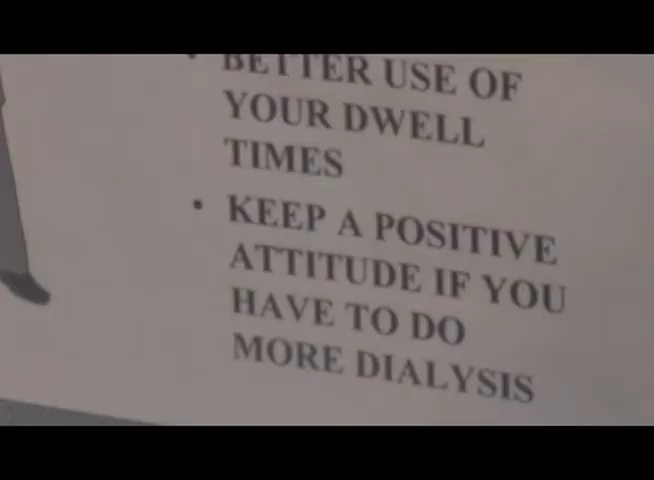 • BETTER USE OF
YOUR DWELL
TIMES
• KEEP A POSITIVE
ATTITUDE IF YOU
HAVE TO DO
MORE DIALYSIS